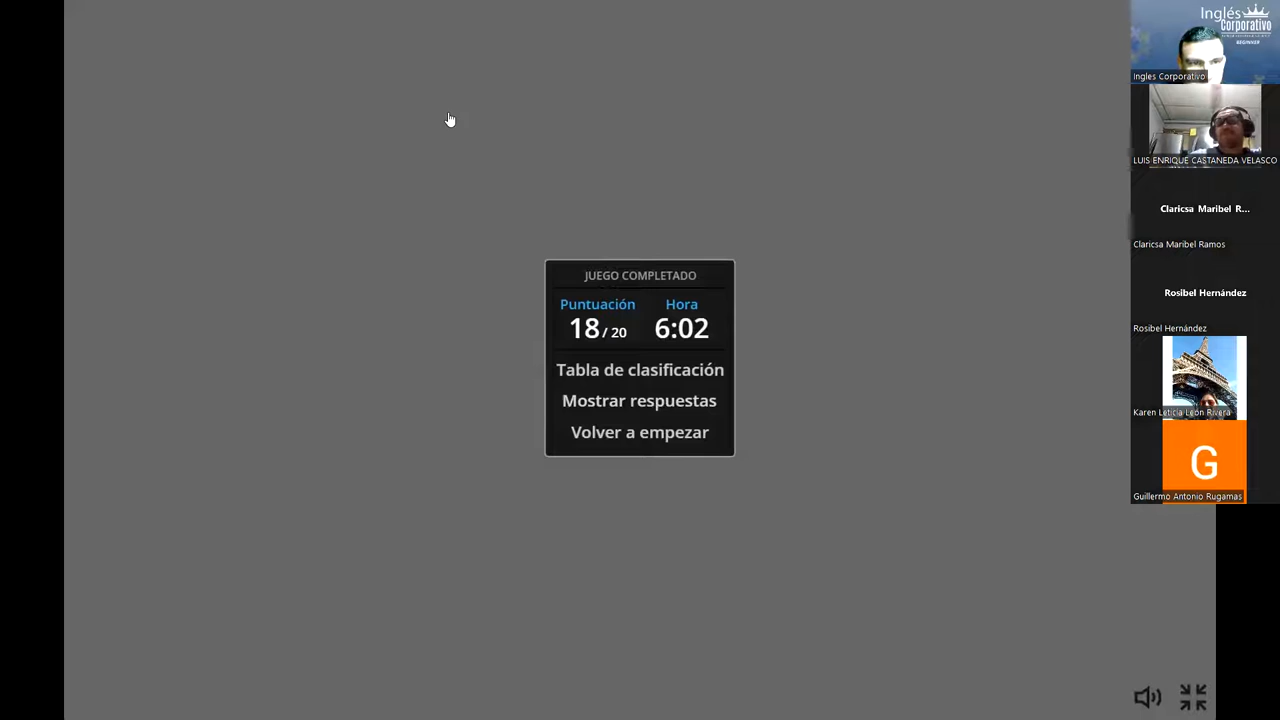 JUEGO COMPLETADO
Puntuación Hora
18 / 20 6:02
Tabla de clasificación
Mostrar respuestas
Volver a empezar
Inglés
Corporativo
BEGINNER
Ingles Corporativo
LUIS ENRIQUE CASTANEDA VELASCO
Claricsa Maribel R...
Claricsa Maribel Ramos
Rosibel Hernández
Rosibel Hernández
Karen Leticia León Rivera
G
Guillermo Antonio Rugamas